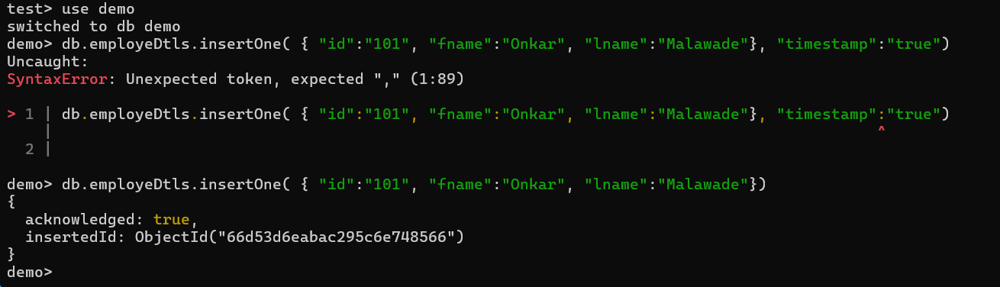 test> use demo
switched to db demo
demo> db.employeDtls.insertOne( { "id":"101", "fname":"Onkar", "lname":"Malawade"}, "timestamp":"true")
Uncaught:
SyntaxError: Unexpected token, expected "," (1:89)
> 1 | db.employeDtls.insertOne( { "id":"101", "fname":"Onkar", "lname":"Malawade"}, "timestamp":"true")
| ^
2 |
demo> db.employeDtls.insertOne( { "id":"101", "fname":"Onkar", "lname":"Malawade"})
{
acknowledged: true,
insertedId: ObjectId("66d53d6eabac295c6e748566")
}
demo>